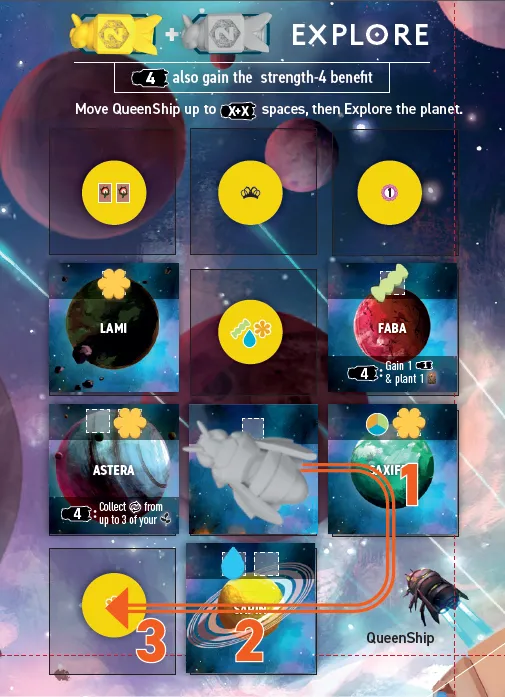 2 + 2 EXPLORE
4 also gain the strength-4 benefit
Move QueenShip up to X+X spaces, then Explore the planet.
1
LAMI
FABA
4 : Gain 1
& plant 1
ASTERA
4 : Collect from
up to 3 of your
1
3
2
QueenShip